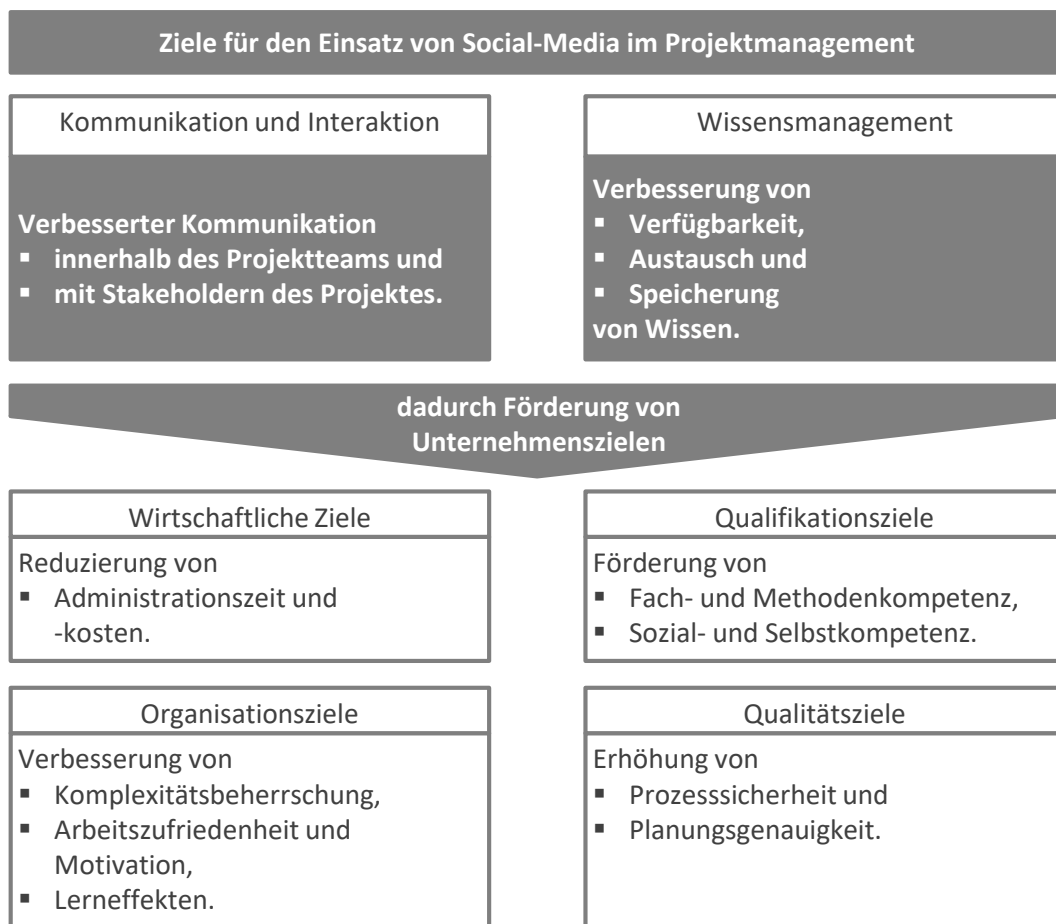 Ziele für den Einsatz von Social-Media im Projektmanagement
Kommunikation und Interaktion
Verbesserter Kommunikation
▪ innerhalb des Projektteams und
▪ mit Stakeholdern des Projektes.
Wissensmanagement
Verbesserung von
▪ Verfügbarkeit,
▪ Austausch und
▪ Speicherung
von Wissen.
dadurch Förderung von
Unternehmenszielen
Wirtschaftliche Ziele
Reduzierung von
▪ Administrationszeit und
-kosten.
Qualifikationsziele
Förderung von
▪ Fach- und Methodenkompetenz,
▪ Sozial- und Selbstkompetenz.
Organisationsziele
Verbesserung von
▪ Komplexitätsbeherrschung,
▪ Arbeitszufriedenheit und
Motivation,
▪ Lerneffekten.
Qualitätsziele
Erhöhung von
▪ Prozesssicherheit und
▪ Planungsgenauigkeit.